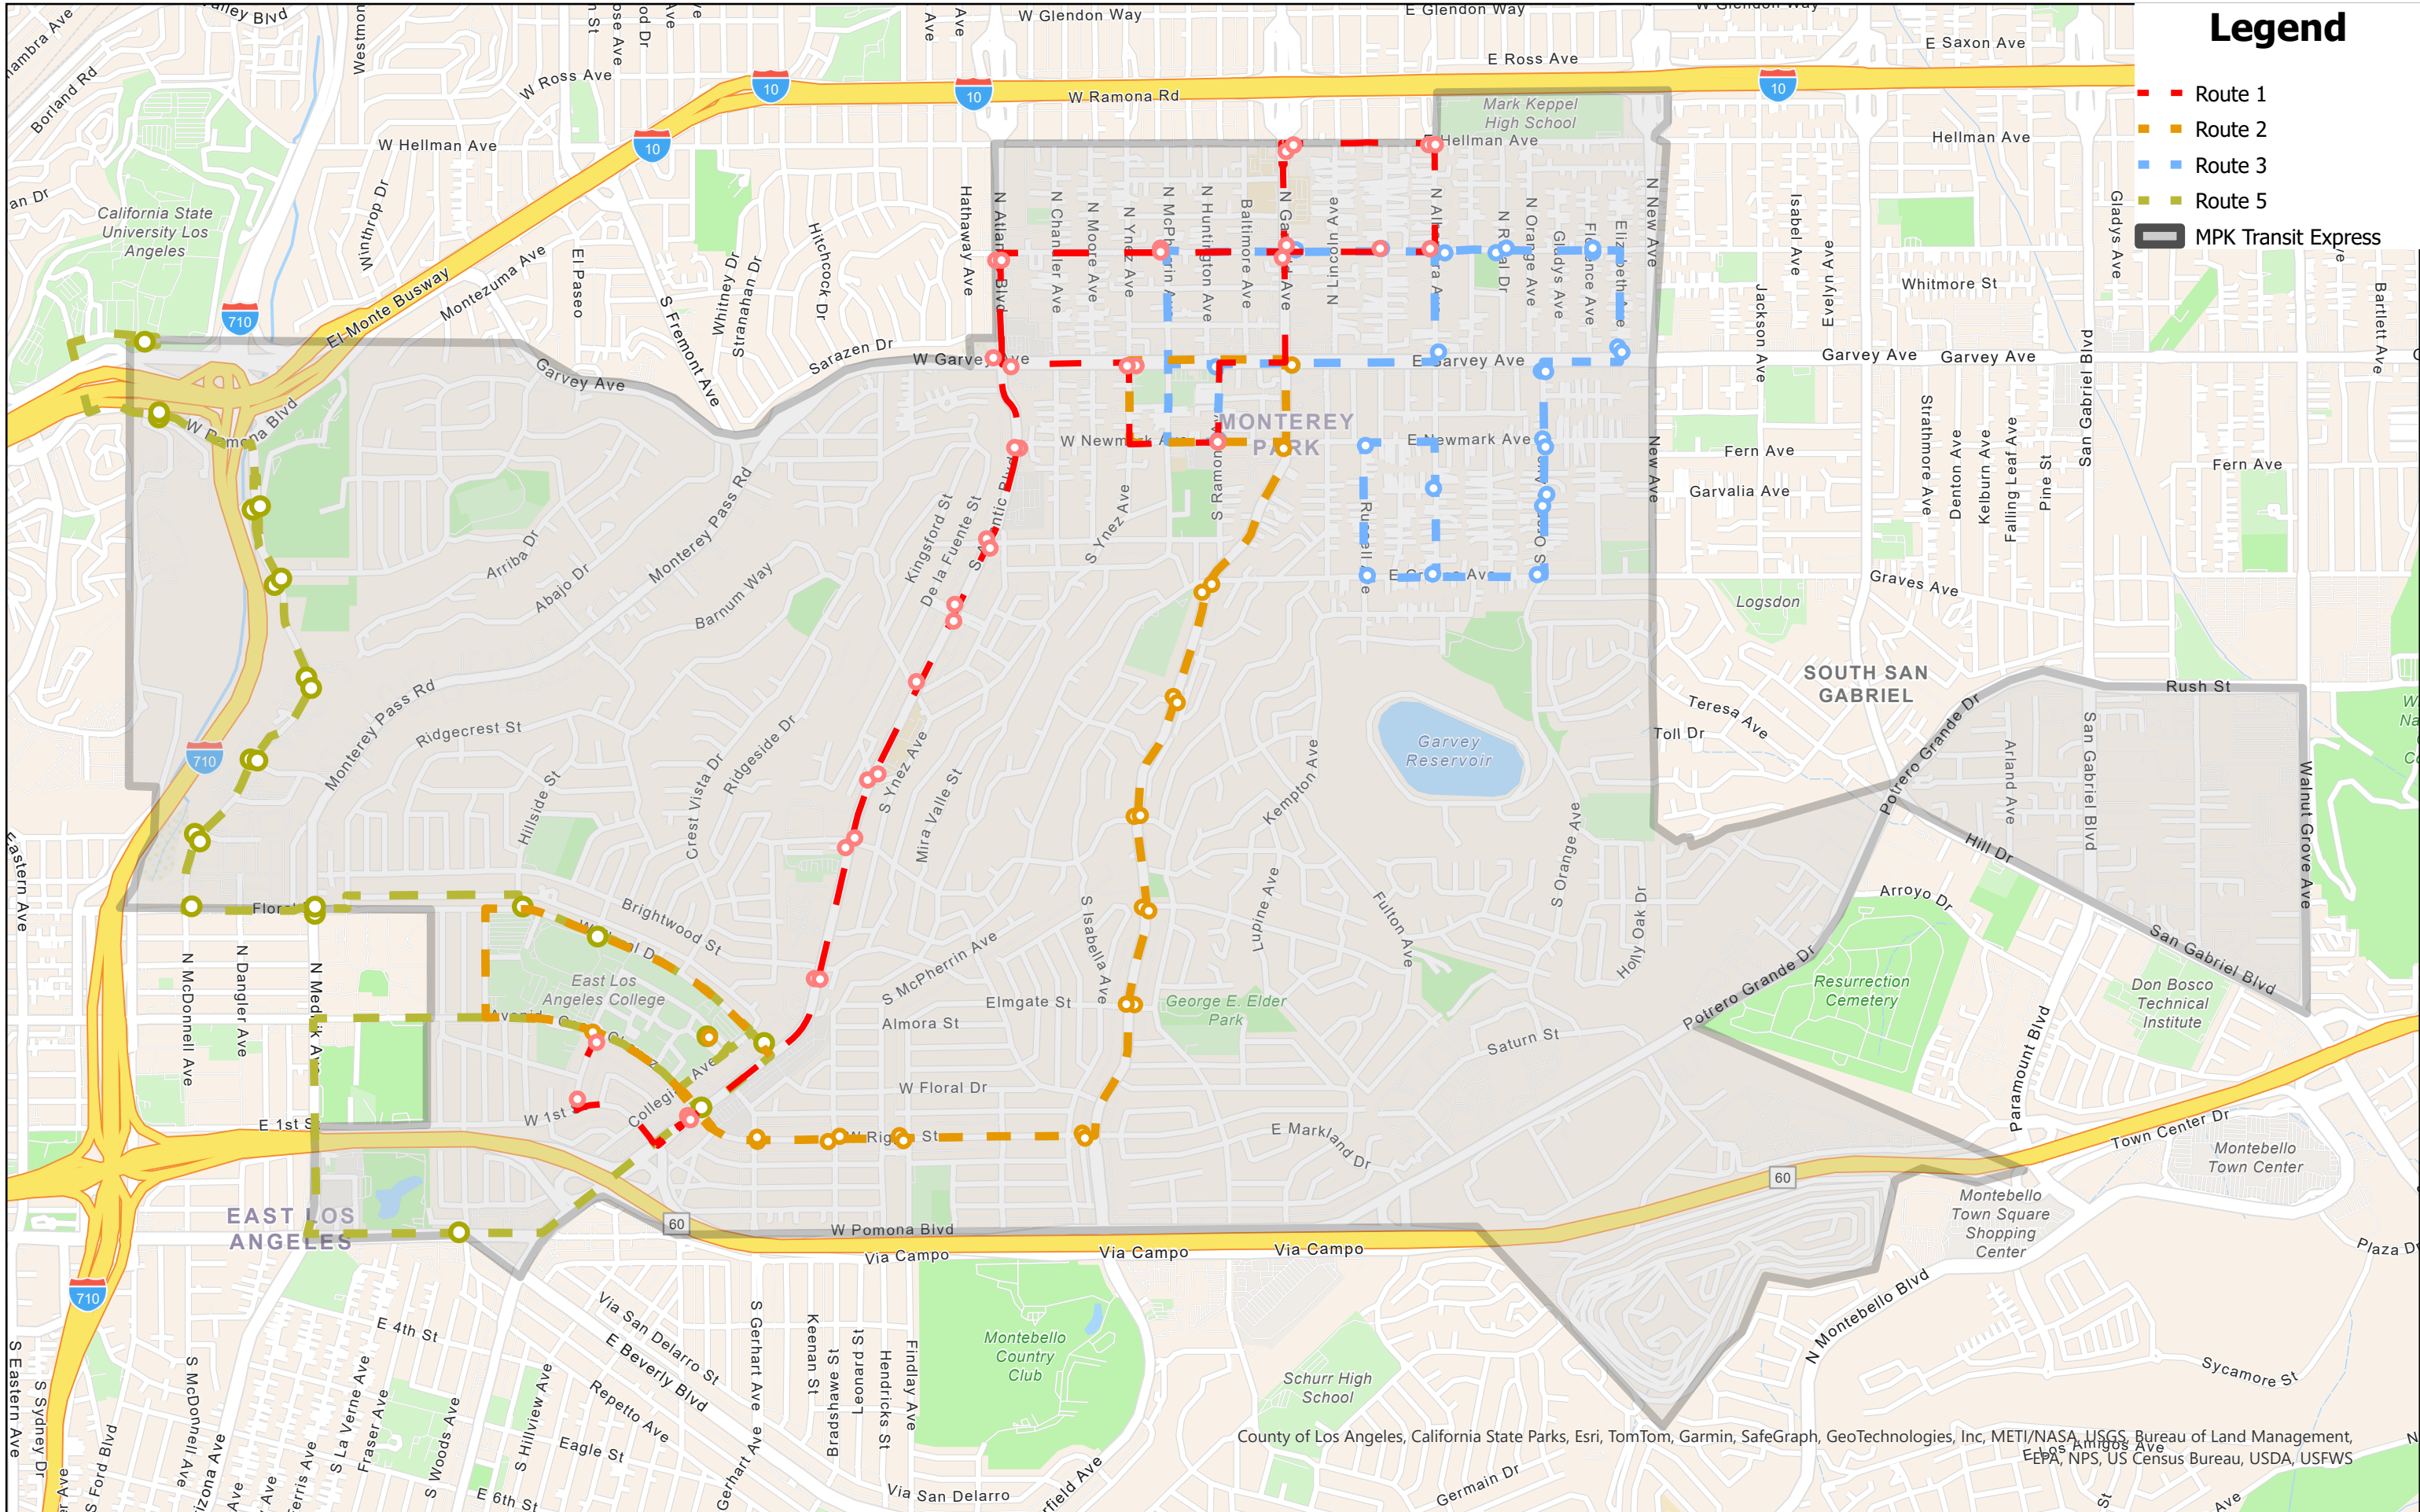 Legend
Route 1
Route 2
Route 3
Route 5
MPK Transit Express
W Glendon Way
E Glendon Way
W Glendon Way
E Saxon Ave
Borland Rd
W Ross Ave
E Ross Ave
10
10
10
10
W Ramona Rd
Mark Keppel
High School
W Hellman Ave
Hellman Ave
Hellman Ave
California State
University Los
Angeles
Winthrop Dr
El Paseo
Whitney Dr
Stranahan Dr
Hitchcock Dr
Hathaway Ave
N Chandler Ave
N Moore Ave
N Ynez Ave
Baltimore Ave
N Lincoln Ave
N Orange Ave
Gladys Ave
Elizabeth Ave
N New Ave
Isabel Ave
Evelyn Ave
Jackson Ave
Gladys Ave
Whitmore St
Bartlett Ave
710
El Monte Busway
Montezuma Ave
S Fremont Ave
Sarazen Dr
Garvey Ave
E Garvey Ave
Garvey Ave
Garvey Ave
San Gabriel Blvd
MONTEREY
PARK
E Newmark Ave
New Ave
Fern Ave
Fern Ave
Garvalia Ave
Strathmore Ave
Denton Ave
Kelburn Ave
Falling Leaf Ave
Pine St
Monterey Pass Rd
Arriba Dr
Abajo Dr
Barnum Way
Kingsford St
De la Fuente St
S Ynez Ave
Graves Ave
Logsdon
SOUTH SAN
GABRIEL
Teresa Ave
Toll Dr
Potrero Grande Dr
Rush St
Arland Ave
San Gabriel Blvd
Walnut Grove Ave
Garvey
Reservoir
710
Monterey Pass Rd
Ridgecrest St
Ridgeside Dr
Crest Vista Dr
Hillside St
S Ynez Ave
Mira Valle St
Kempton Ave
S Orange Ave
Hill Dr
Arroyo Dr
Eastern Ave
Brightwood St
S McPherrin Ave
S Isabella Ave
Lupine Ave
Fulton Ave
Holly Oak Dr
San Gabriel Blvd
N McDonnell Ave
N Dangler Ave
East Los
Angeles College
Elmgate St
Almora St
George E. Elder
Park
Potrero Grande Dr
Resurrection
Cemetery
Don Bosco
Technical
Institute
Saturn St
Paramount Blvd
W Floral Dr
E Markland Dr
E 1st S
W 1st
Town Center Dr
Montebello
Town Center
EAST LOS
ANGELES
60
60
W Pomona Blvd
Via Campo
Via Campo
Via Campo
Montebello
Town Square
Shopping
Center
Plaza Dr
N Montebello Blvd
710
E 4th St
Via San Delarro St
E Beverly Blvd
Repetto Ave
Eagle St
E 6th St
S Eastern Ave
S Sydney Dr
S Ford Blvd
S McDonnell Ave
S La Verne Ave
Fraser Ave
S Woods Ave
S Hillview Ave
S Gerhart Ave
Gerhart Ave
Keenan St
Bradshawe St
Leonard St
Hendricks St
Findlay Ave
Montebello
Country
Club
Schurr High
School
Via San Delarro
Germain Dr
Sycamore St
Los Amigos Ave
County of Los Angeles, California State Parks, Esri, TomTom, Garmin, SafeGraph, GeoTechnologies, Inc, METI/NASA, USGS, Bureau of Land Management,
EPA, NPS, US Census Bureau, USDA, USFWS